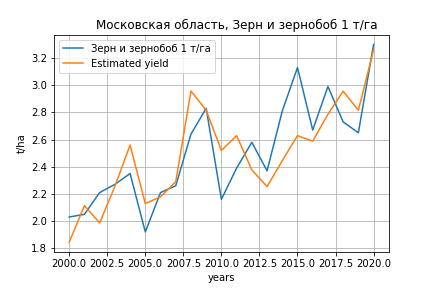 Московская область, Зерн и зернобоб 1 т/га
Зерн и зернобоб 1 т/га
Estimated yield
t/ha
3.2
3.0
2.8
2.6
2.4
2.2
2.0
1.8
2000.0 2002.5 2005.0 2007.5 2010.0 2012.5 2015.0 2017.5 2020.0
years